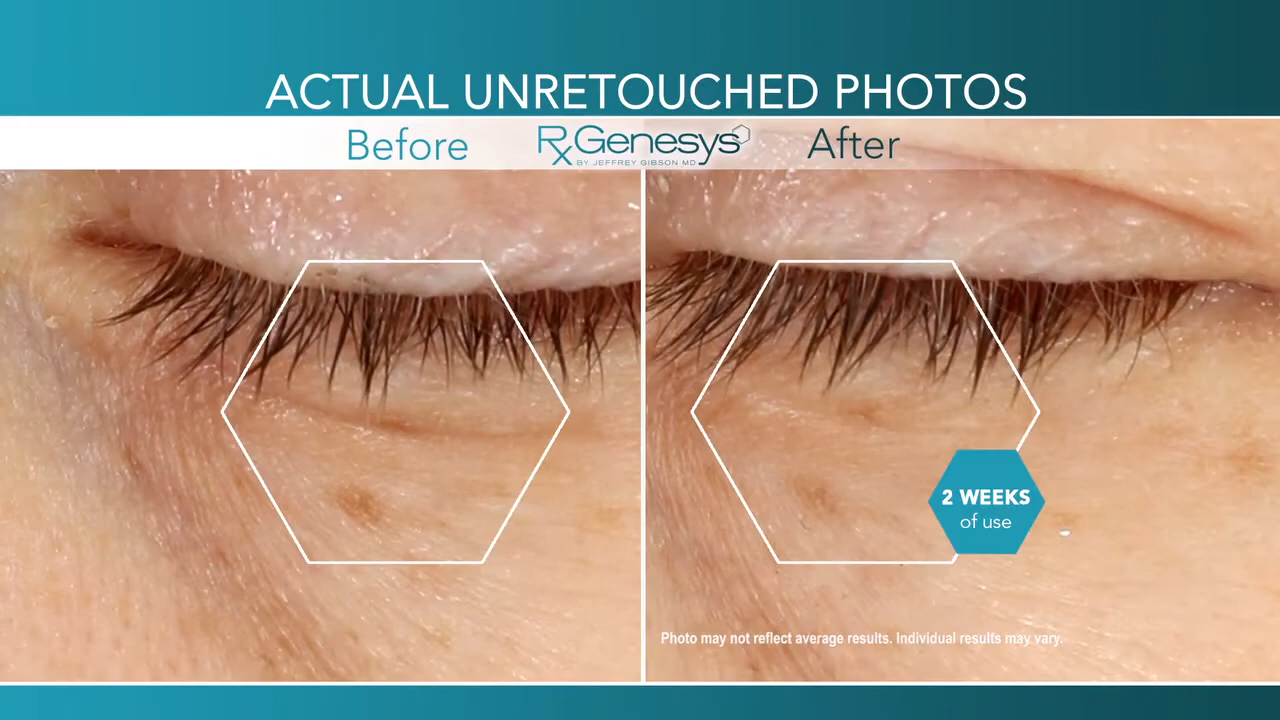 ACTUAL UNRETOUCHED PHOTOS
Before
RxGenesys
BY JEFFREY GIBSON MD
After
2 WEEKS
of use
Photo may not reflect average results. Individual results may vary.